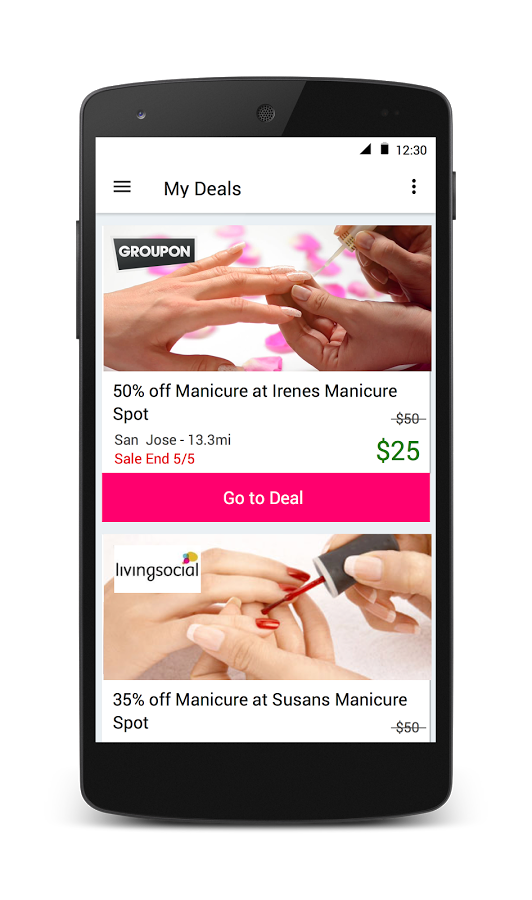 12:30
My Deals
GROUPON
50% off Manicure at Irenes Manicure
Spot
$50
San Jose - 13.3mi
$25
Sale End 5/5
Go to Deal
livingsocial
35% off Manicure at Susans Manicure
Spot
$50